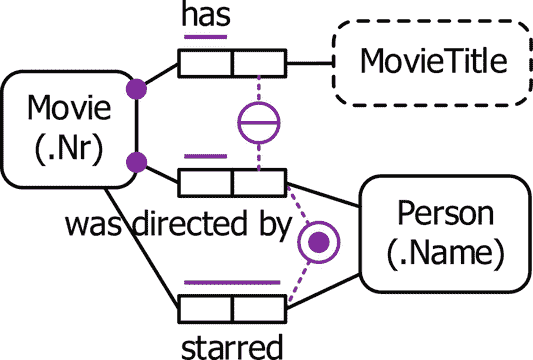 has
MovieTitle
Movie
(.Nr)
was directed by
Person
(.Name)
starred